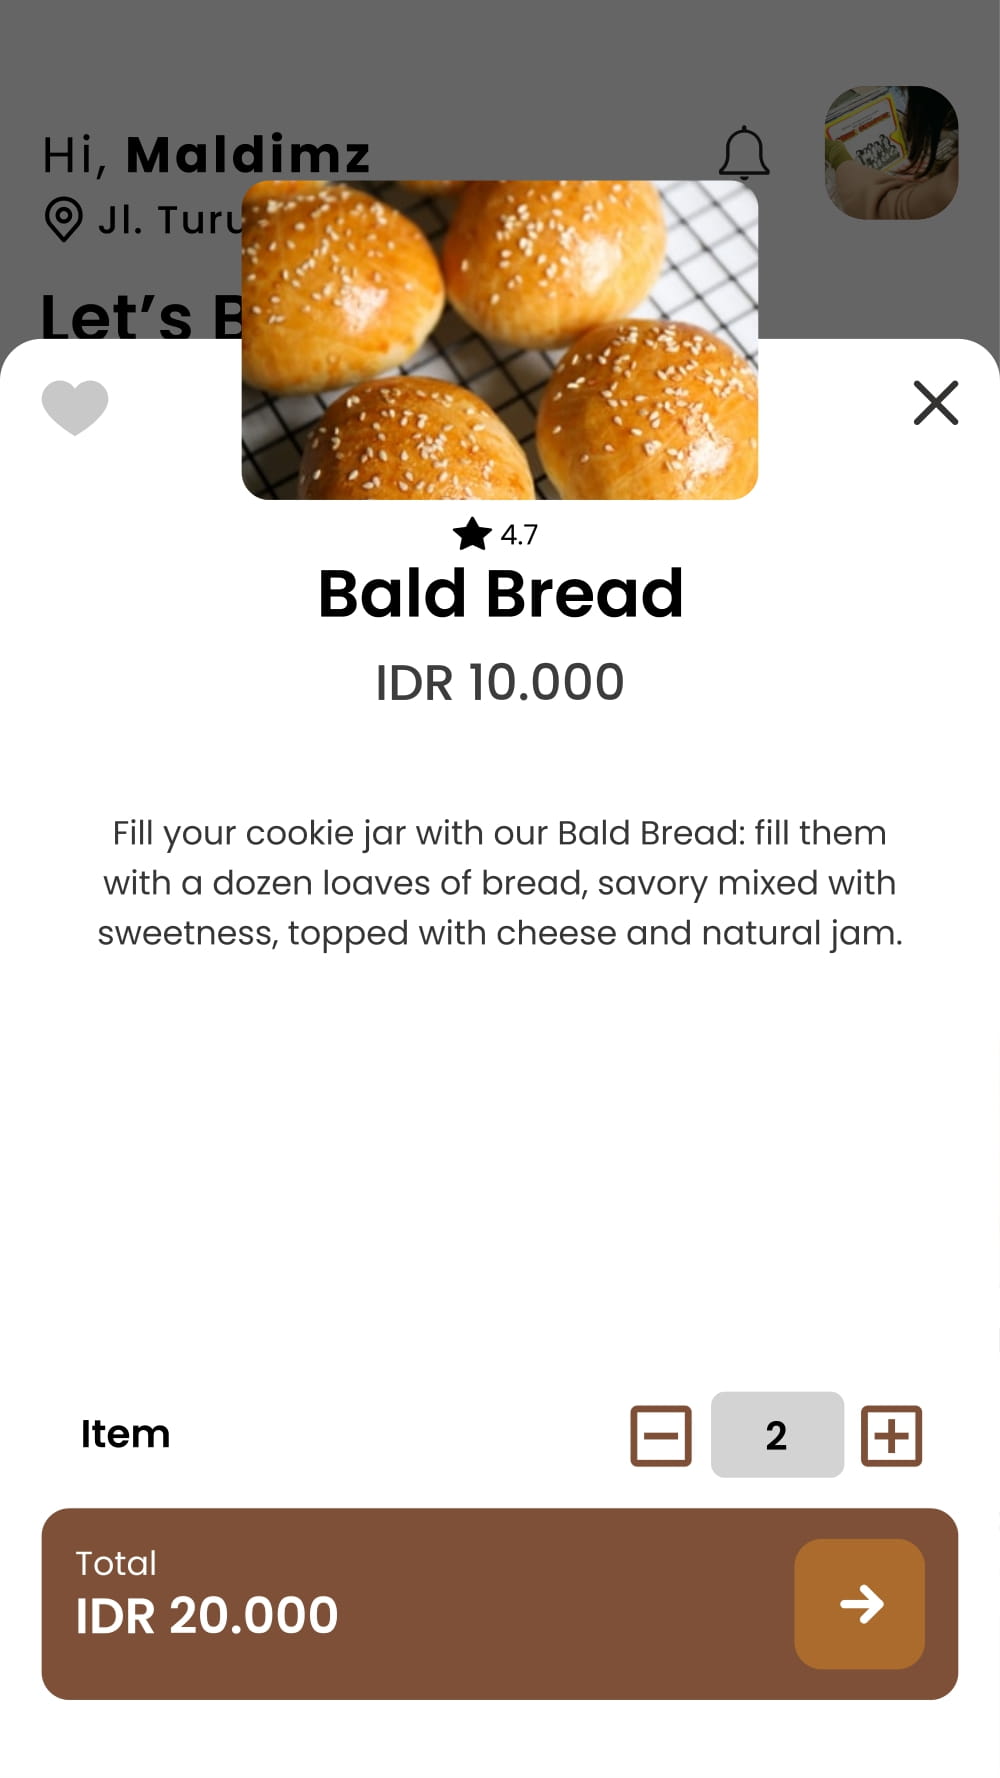 Hi, Maldimz
Jl. Turu
Let’s B
4.7
Bald Bread
IDR 10.000
Fill your cookie jar with our Bald Bread: fill them
with a dozen loaves of bread, savory mixed with
sweetness, topped with cheese and natural jam.
Item
2
Total
IDR 20.000